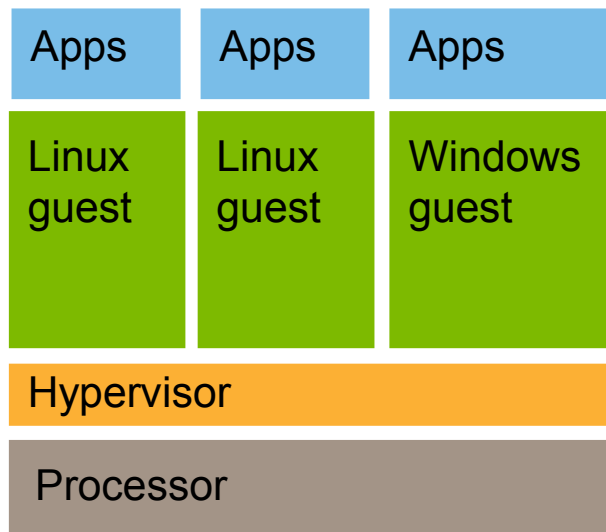 Apps
Apps
Apps
Linux
guest
Linux
guest
Windows
guest
Hypervisor
Processor